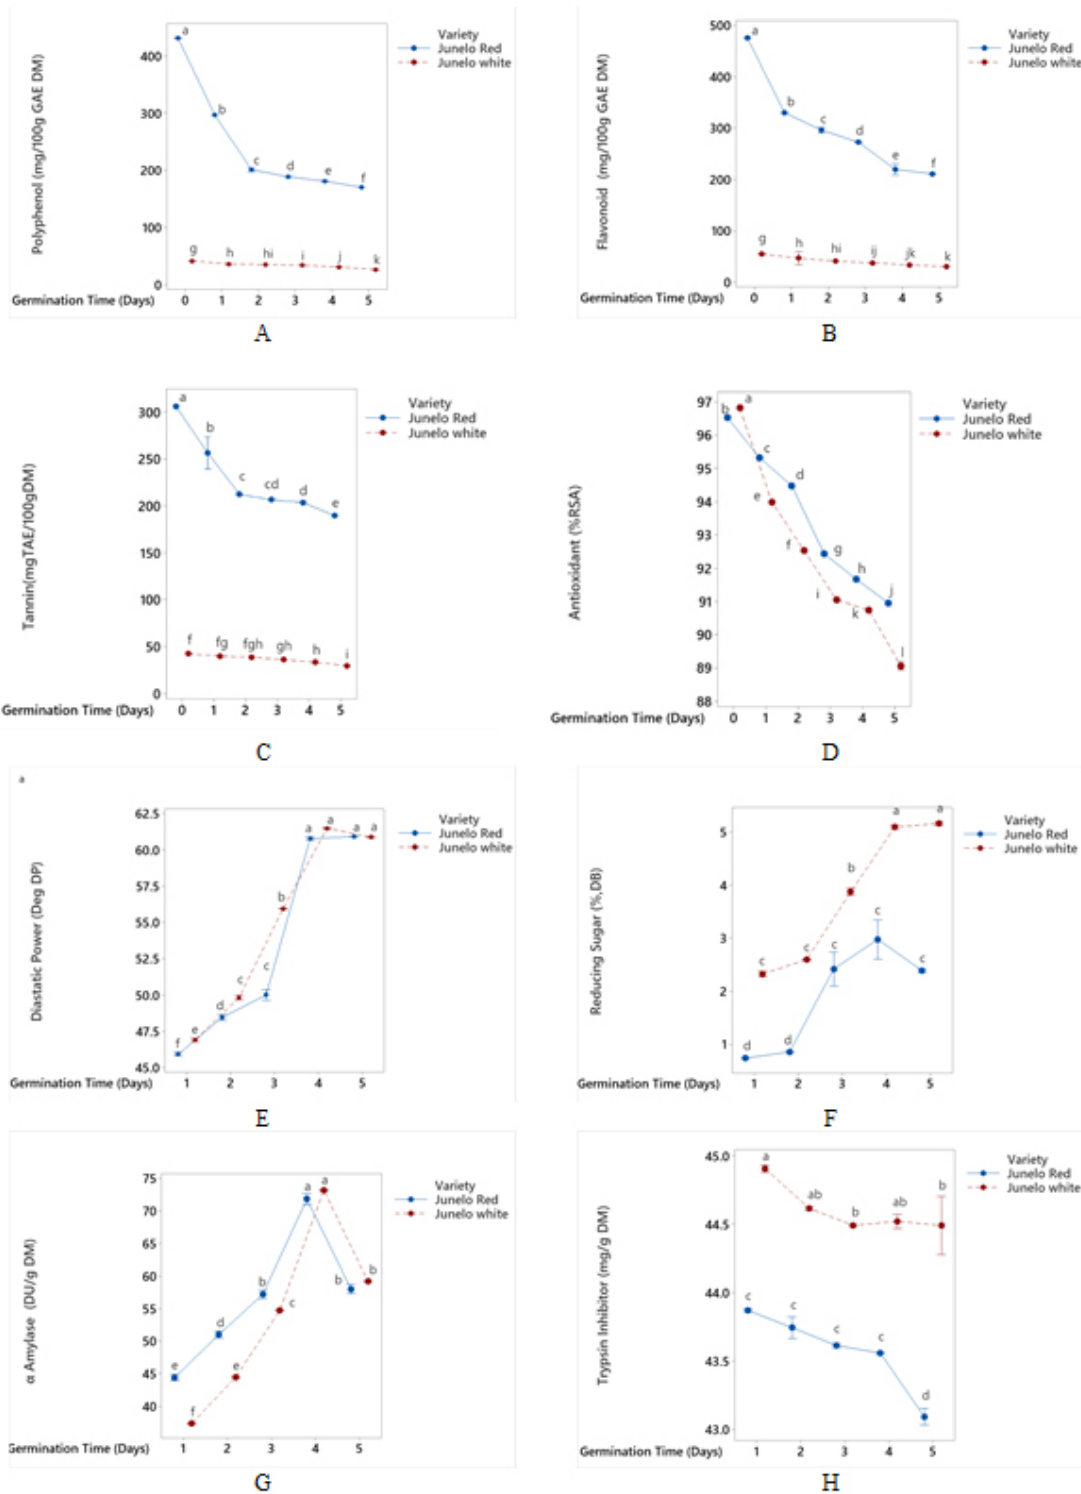 Polyphenol (mg/100g GAE DM)
400
300
200
100
0
a
b
c
d
e
f
g
h
hi
i
j
k
Variety
Junelo Red
Junelo white
Germination Time (Days) 0 1 2 3 4 5
A
Flavonoid (mg/100g GAE DM)
500
400
300
200
100
0
a
b
c
d
e
f
g
h
hi
ij
jk
k
Variety
Junelo Red
Junelo white
Germination Time (Days) 0 1 2 3 4 5
B
Tannin(mgTAE/100gDM)
300
250
200
150
100
50
0
a
b
c
cd
d
e
f
fg
fgh
gh
h
i
Variety
Junelo Red
Junelo white
Germination Time (Days) 0 1 2 3 4 5
C
Antioxidant (%RSA)
97
96
95
94
93
92
91
90
89
88
b
a
c
d
e
f
g
h
i
j
k
l
Variety
Junelo Red
Junelo white
Germination Time (Days) 0 1 2 3 4 5
D
a
Diastatic Power (Deg DP)
62.5
60.0
57.5
55.0
52.5
50.0
47.5
45.0
f
e
d
c
c
b
a
a
a
a
Variety
Junelo Red
Junelo white
Germination Time (Days) 1 2 3 4 5
E
Reducing Sugar (%,DB)
5
4
3
2
1
a
a
b
c
c
c
c
c
d
d
Variety
Junelo Red
Junelo white
Germination Time (Days) 1 2 3 4 5
F
α Amylase (DU/g DM)
75
70
65
60
55
50
45
40
a
a
b
b
b
c
d
e
e
f
Variety
Junelo Red
Junelo white
Germination Time (Days) 1 2 3 4 5
G
Trypsin Inhibitor (mg/g DM)
45.0
44.5
44.0
43.5
43.0
a
ab
b
ab
b
c
c
c
c
d
Variety
Junelo Red
Junelo white
Germination Time (Days) 1 2 3 4 5
H